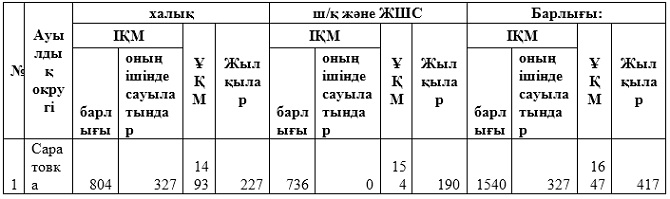 халық ш/қ және ЖШС Барлығы:
№ Ауылдық округі ІҚМ ҰҚМ Жылқылар ІҚМ ҰҚМ Жылқылар ІҚМ ҰҚМ Жылқылар
барлығы оның ішінде сауылатындар барлығы оның ішінде сауылатындар барлығы оның ішінде сауылатындар
1 Саратовка 804 327 1493 227 736 0 154 190 1540 327 1647 417